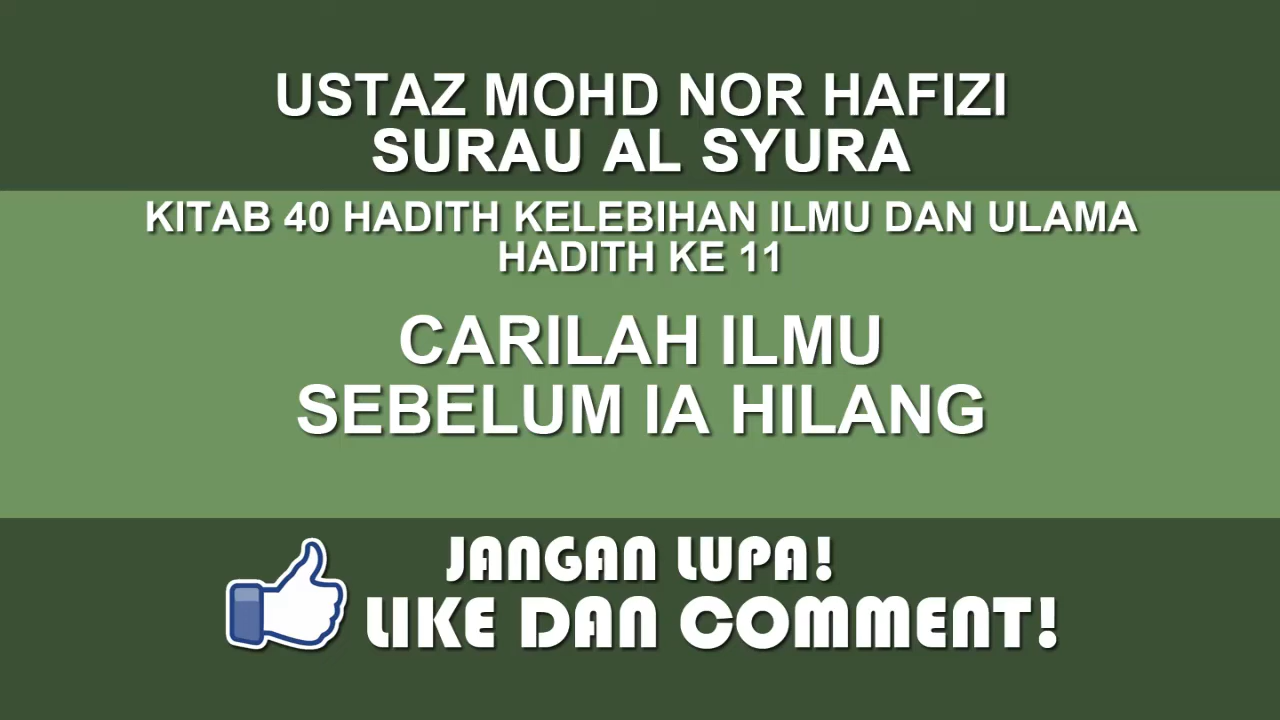 USTAZ MOHD NOR HAFIZI
SURAU AL SYURA
KITAB 40 HADITH KELEBIHAN ILMU DAN ULAMA
HADITH KE 11
CARILAH ILMU
SEBELUM IA HILANG
JANGAN LUPA!
LIKE DAN COMMENT!